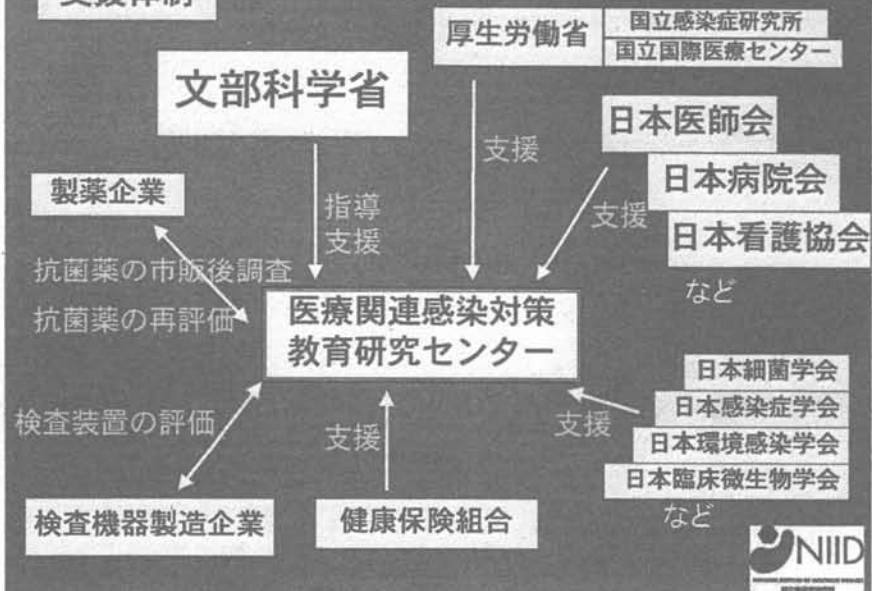 支援体制
厚生労働省
国立感染症研究所
国立国際医療センター
文部科学省
日本医師会
日本病院会
日本看護協会
など
製薬企業
指導
支援
支援
支援
抗菌薬の市販後調査
抗菌薬の再評価
医療関連感染対策
教育研究センター
日本細菌学会
日本感染症学会
日本環境感染学会
日本臨床微生物学会
など
検査装置の評価
支援
支援
検査機器製造企業
健康保険組合
NIID